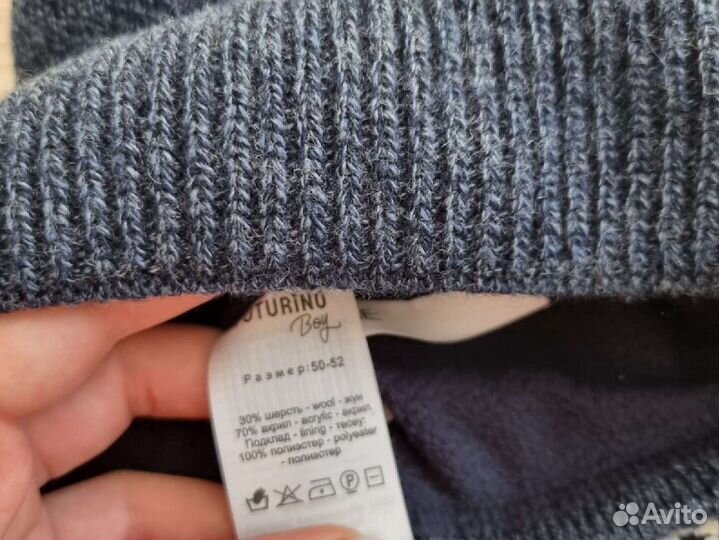 OTURINO
Boy
Размер:50-52
30% шерсть - wool - жүн
70% акрил - acrylic - акрил
Подклад - lining - төсеу:
100% полиэстер - polyester
- полиэстер
P
Avito